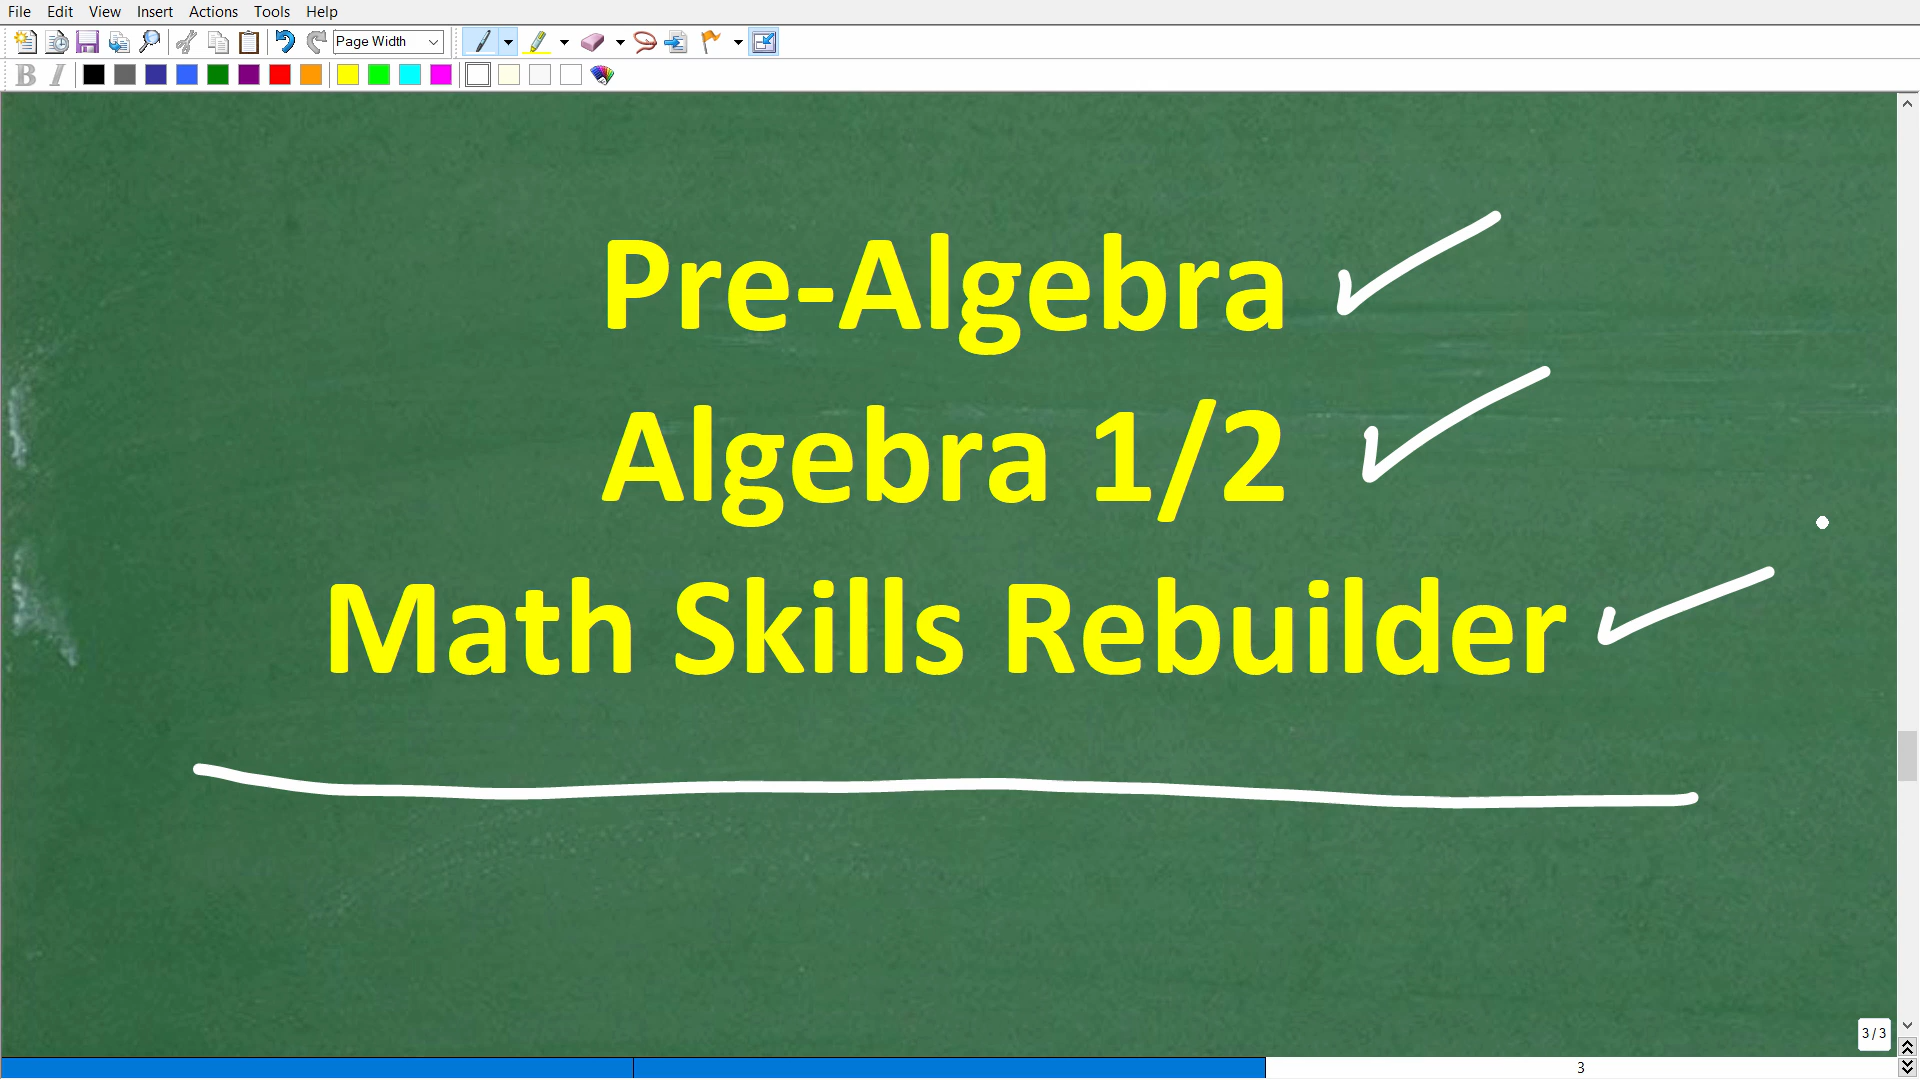 File Edit View Insert Actions Tools Help
Page Width
B I
Pre-Algebra
Algebra 1/2
Math Skills Rebuilder
3 / 3
3